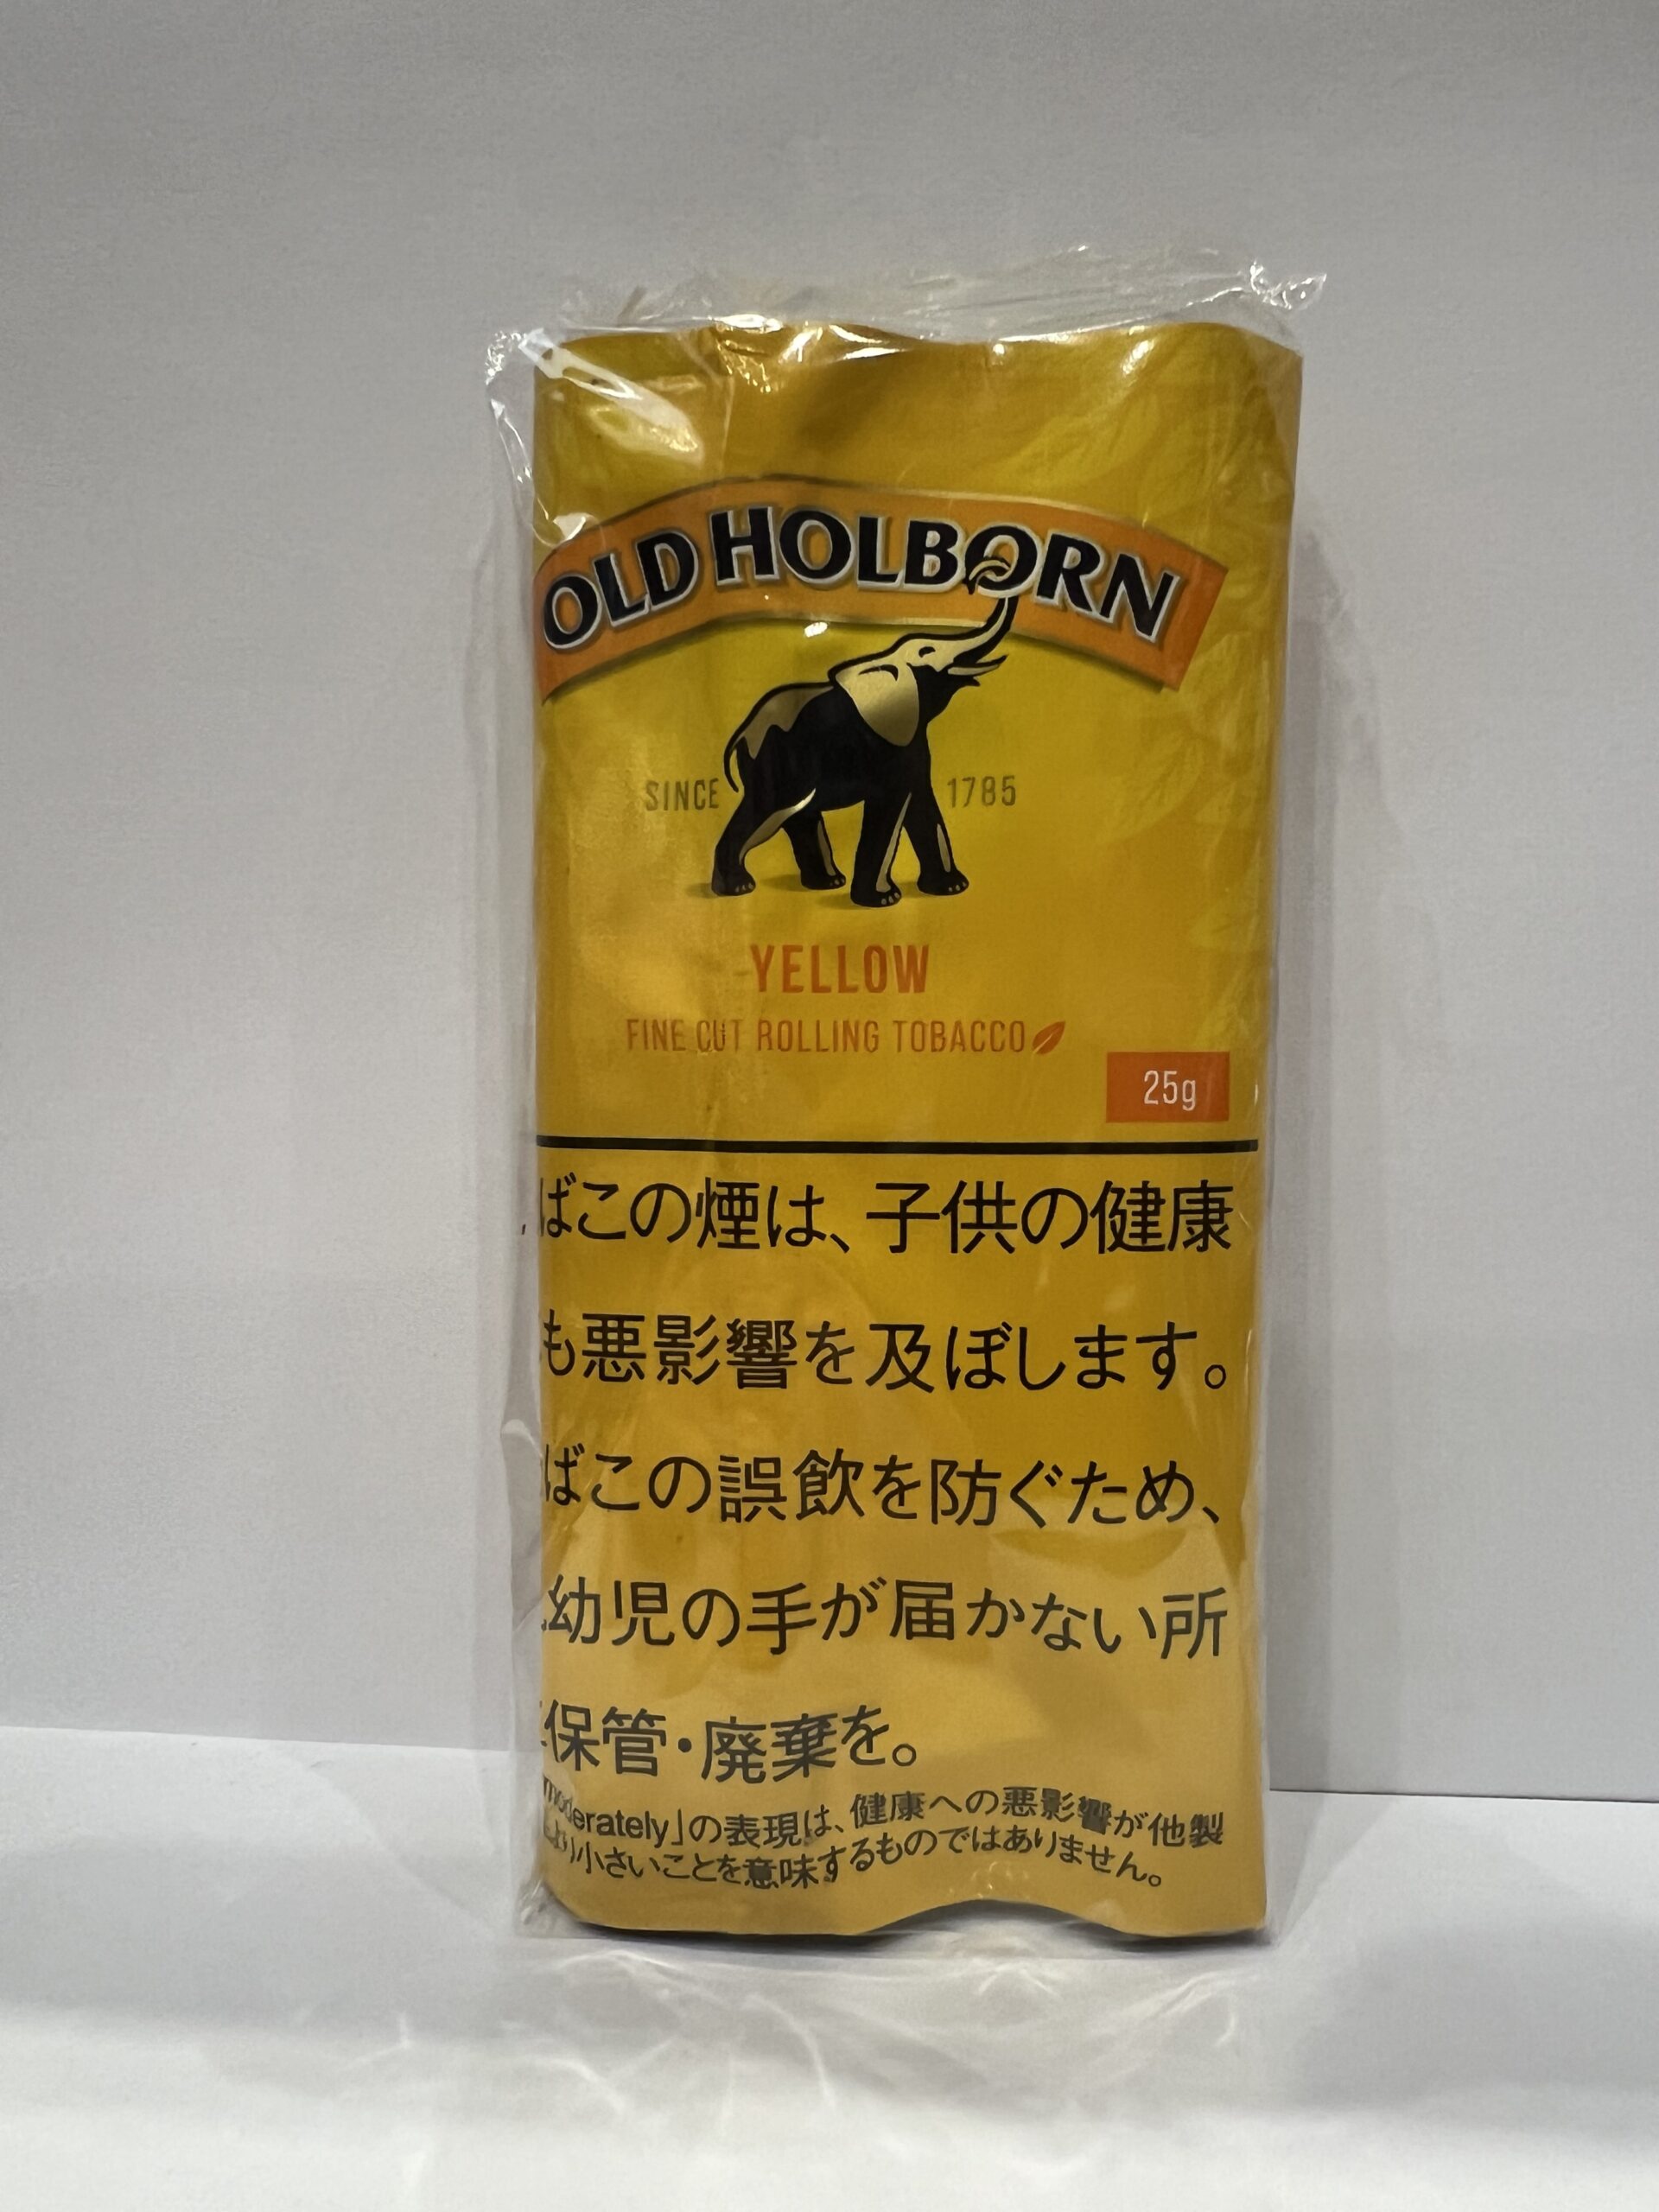 OLD HOLBORN
SINCE 1785
YELLOW
FINE CUT ROLLING TOBACCO
25g
ばこの煙は、子供の健康
も悪影響を及ぼします。
ばこの誤飲を防ぐため、
幼児の手が届かない所
保管・廃棄を。
moderately」の表現は、健康への悪影響が他製
より小さいことを意味するものではありません。